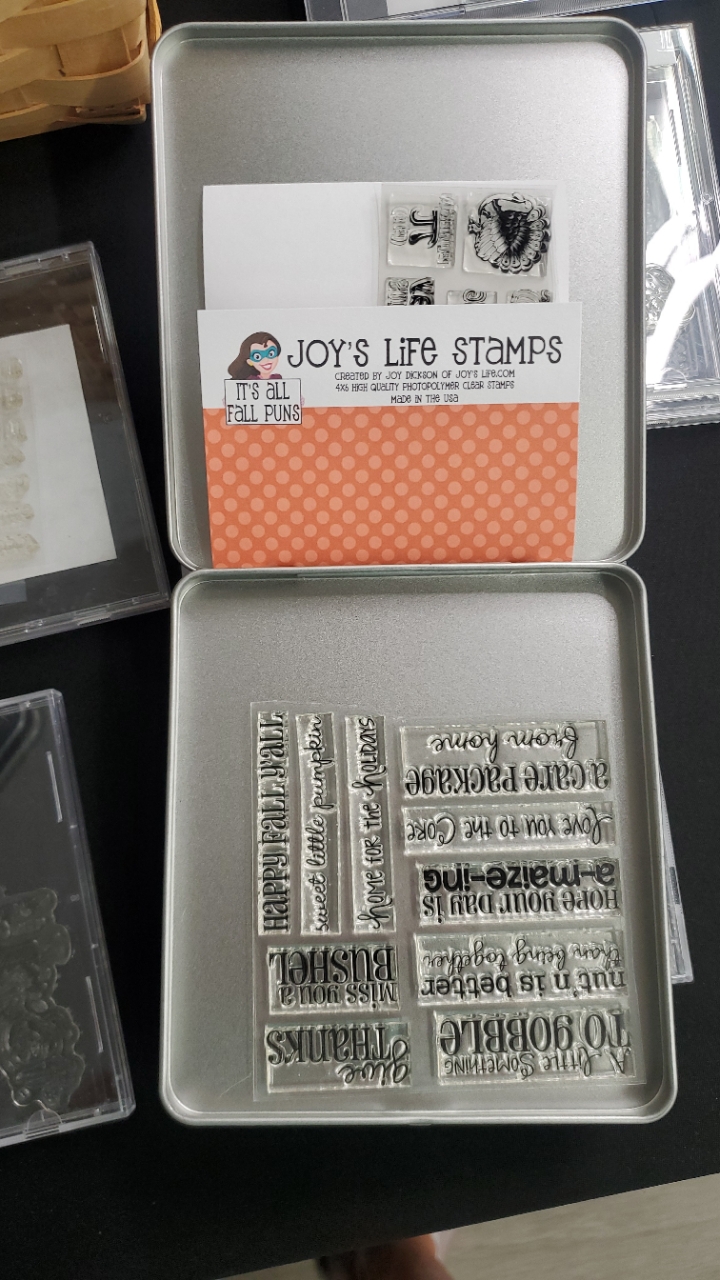 JOY'S LiFE STAMPS
CREATED BY JOY DICKSON OF JOY'S LiFE.COM
4X6 HIGH QUALITY PHOTOPOLYMER CLEAR STAMPS
MADE IN THE USA
IT'S ALL
FALL PUNS
HAPPY FALL Y'ALL
sweet little pumpkin
home for the HOLIDAYS
a CARE PACKAGE
from home
Love you to the CORE
HOPE your DAY is
a-maize-ing
nut'n is better
than being together
MISS you a
BUSHEL
give
THANKS
A Little SOMETHING
TO gOBBLE